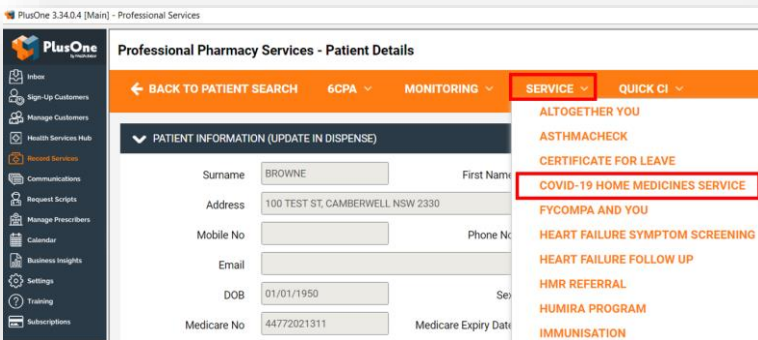 PlusOne 3.34.0.4 [Main] - Professional Services
PlusOne
Professional Pharmacy Services - Patient Details
Inbox
Sign-Up Customers
Manage Customers
Health Services Hub
Record Services
Communications
Request Scripts
Manage Prescribers
Calendar
Business Insights
Settings
Training
Subscriptions
BACK TO PATIENT SEARCH 6CPA MONITORING SERVICE QUICK CI
PATIENT INFORMATION (UPDATE IN DISPENSE)
Surname BROWNE First Name
Address 100 TEST ST, CAMBERWELL NSW 2330
Mobile No Phone No
Email
DOB 01/01/1950 Sex
Medicare No 44772021311 Medicare Expiry Date
ALTOGETHER YOU
ASTHMACHECK
CERTIFICATE FOR LEAVE
COVID-19 HOME MEDICINES SERVICE
FYCOMPA AND YOU
HEART FAILURE SYMPTOM SCREENING
HEART FAILURE FOLLOW UP
HMR REFERRAL
HUMIRA PROGRAM
IMMUNISATION